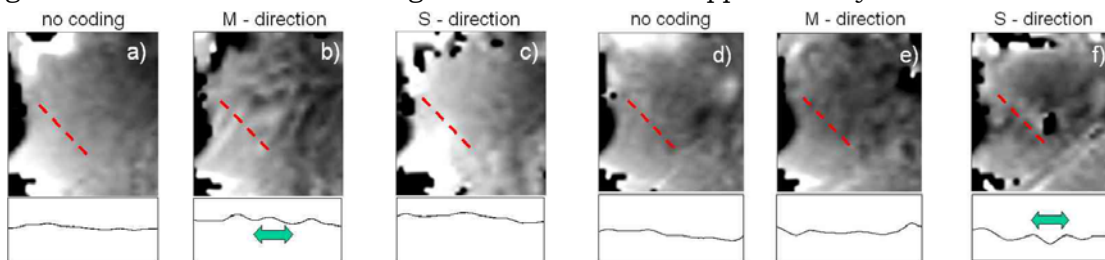 no coding
M - direction
S - direction
no coding
M - direction
S - direction
a)
b)
c)
d)
e)
f)